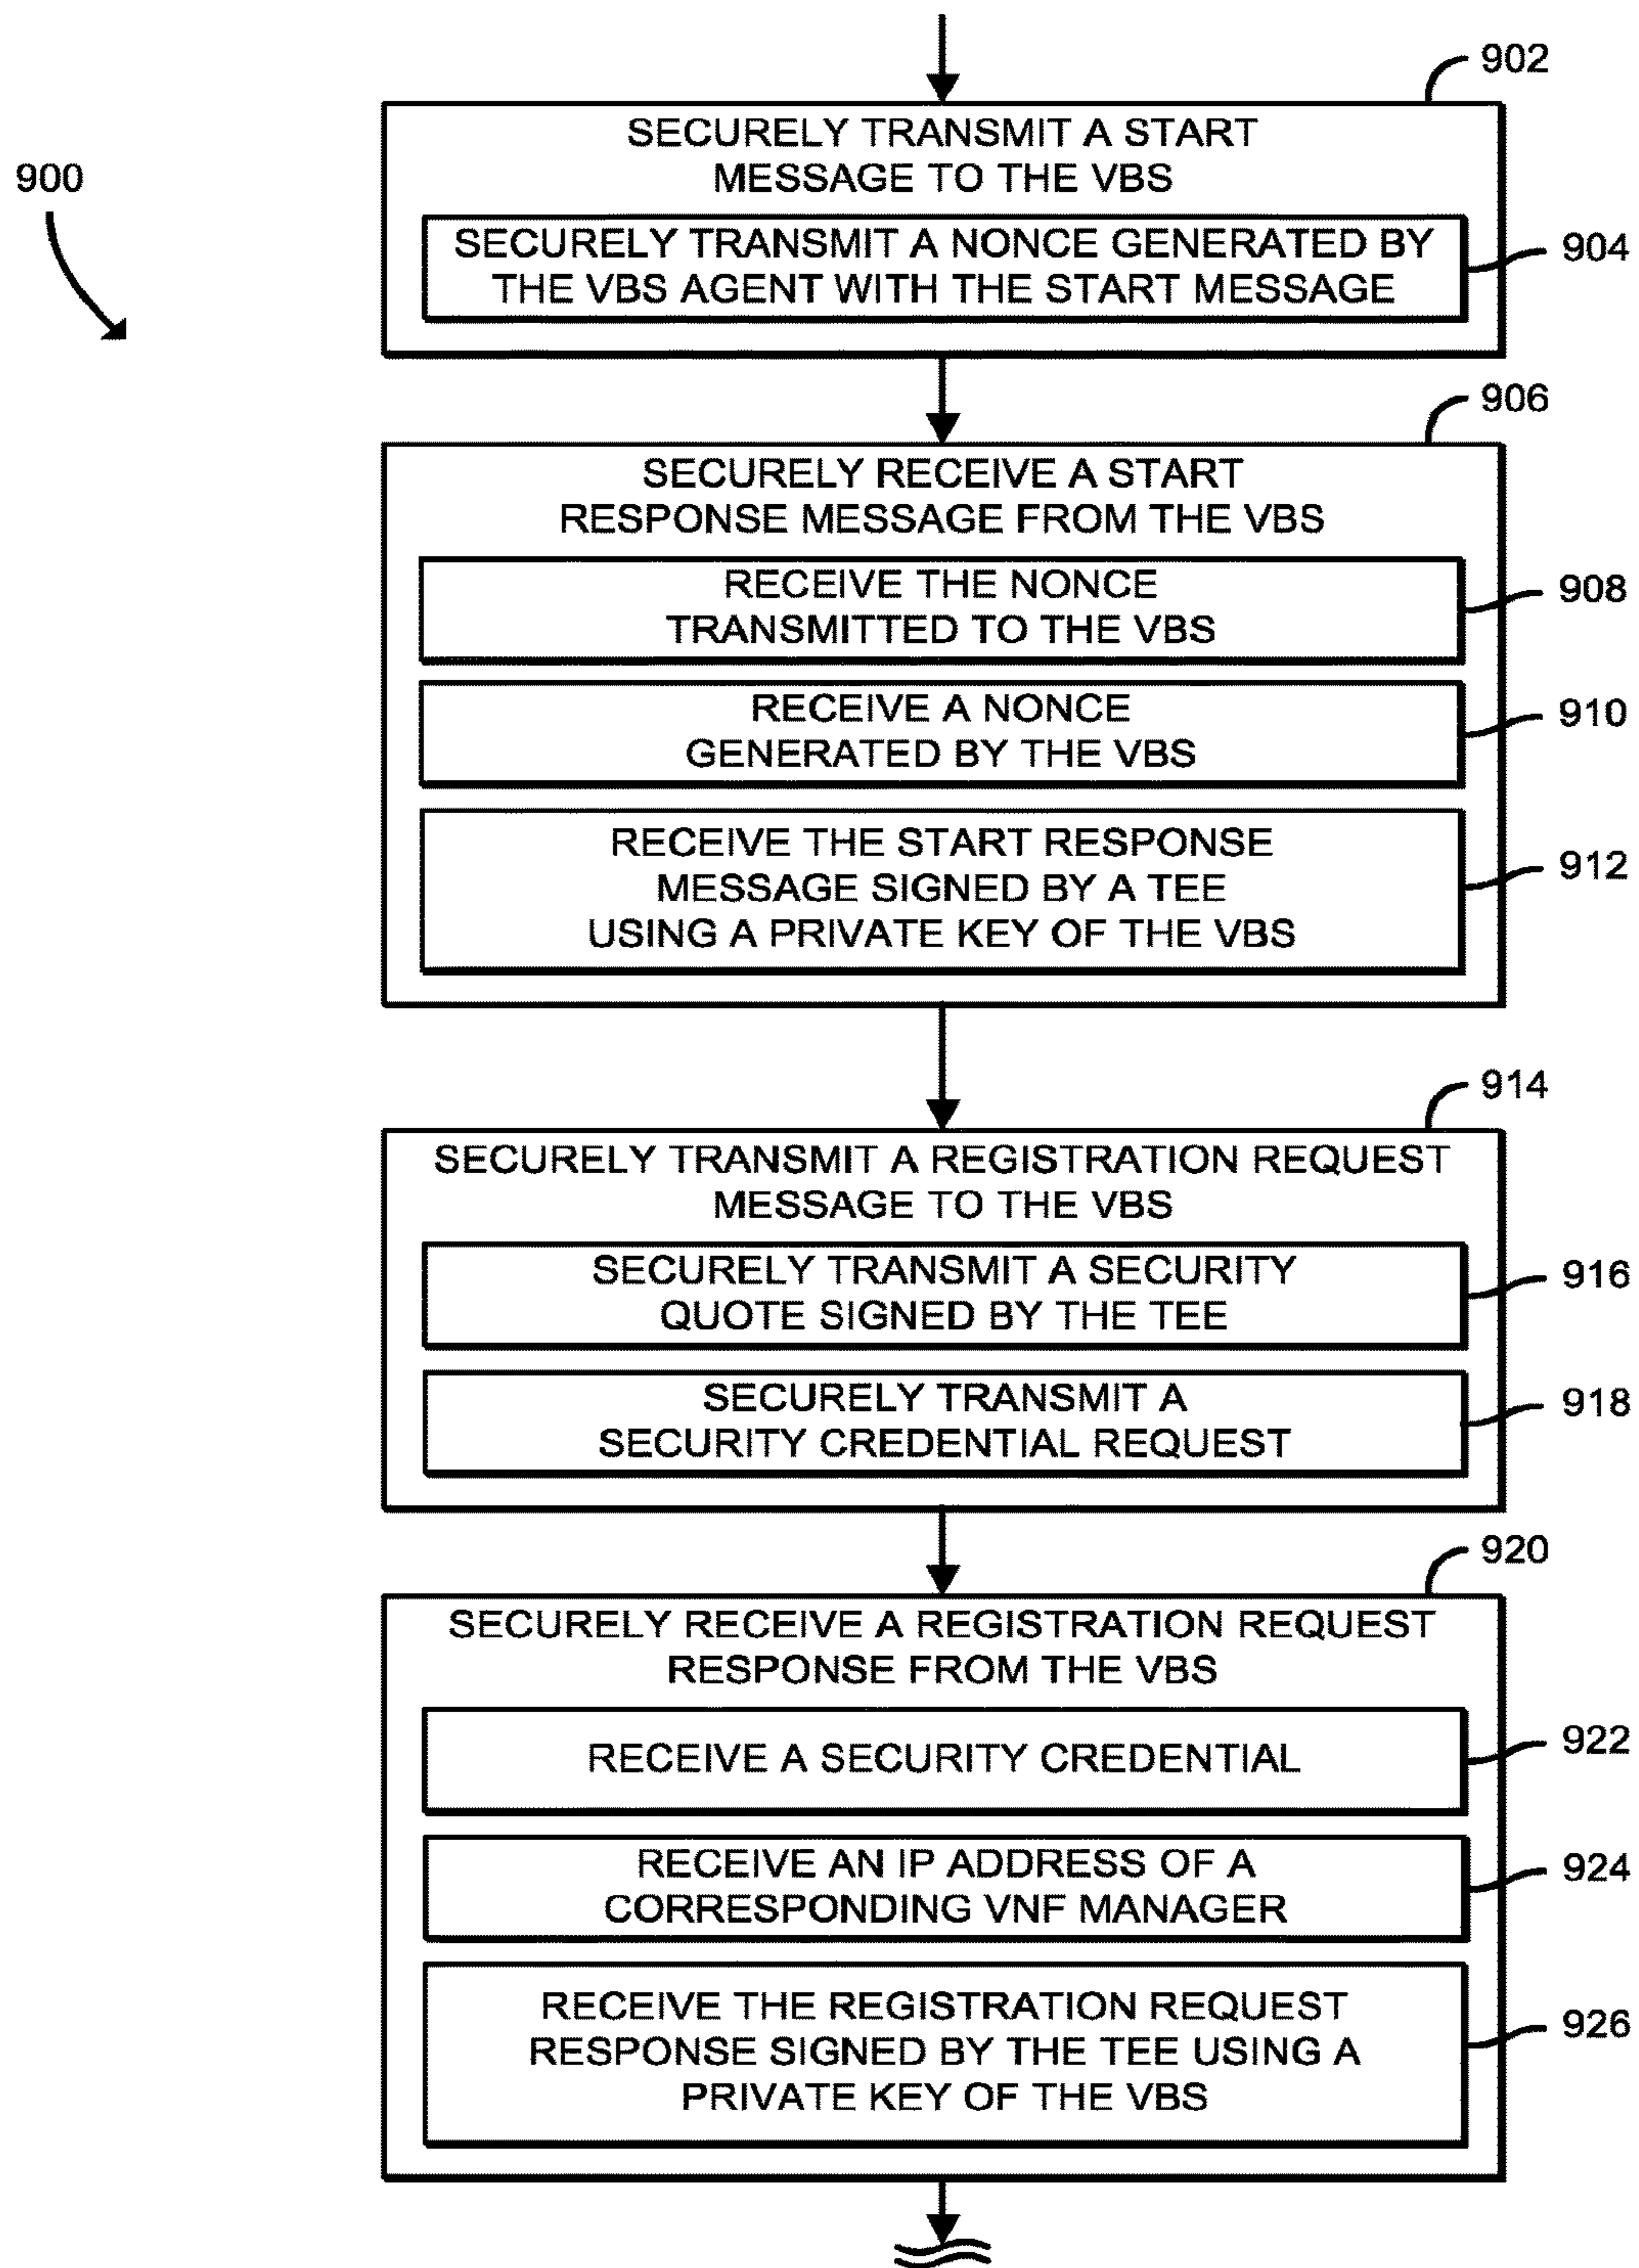 902
SECURELY TRANSMIT A START
MESSAGE TO THE VBS
900
SECURELY TRANSMIT A NONCE GENERATED BY
THE VBS AGENT WITH THE START MESSAGE
904
906
SECURELY RECEIVE A START
RESPONSE MESSAGE FROM THE VBS
RECEIVE THE NONCE
TRANSMITTED TO THE VBS
908
RECEIVE A NONCE
GENERATED BY THE VBS
910
RECEIVE THE START RESPONSE
MESSAGE SIGNED BY A TEE
USING A PRIVATE KEY OF THE VBS
912
914
SECURELY TRANSMIT A REGISTRATION REQUEST
MESSAGE TO THE VBS
SECURELY TRANSMIT A SECURITY
QUOTE SIGNED BY THE TEE
916
SECURELY TRANSMIT A
SECURITY CREDENTIAL REQUEST
918
920
SECURELY RECEIVE A REGISTRATION REQUEST
RESPONSE FROM THE VBS
RECEIVE A SECURITY CREDENTIAL
922
RECEIVE AN IP ADDRESS OF A
CORRESPONDING VNF MANAGER
924
RECEIVE THE REGISTRATION REQUEST
RESPONSE SIGNED BY THE TEE USING A
PRIVATE KEY OF THE VBS
926